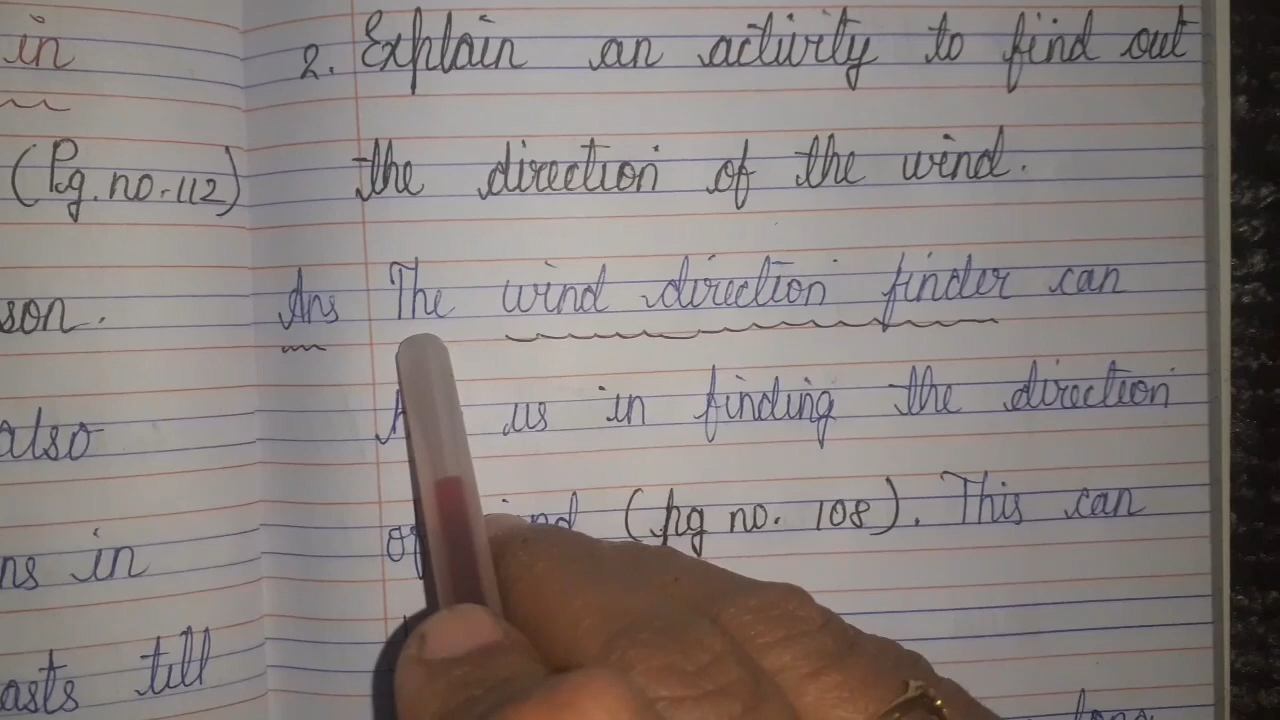 in
(Pg. no. 112)
son.
also
ns in
asts till
2. Explain an activity to find out
the direction of the wind.
Ans The wind direction finder can
us in finding the direction
of (pg no. 108). This can